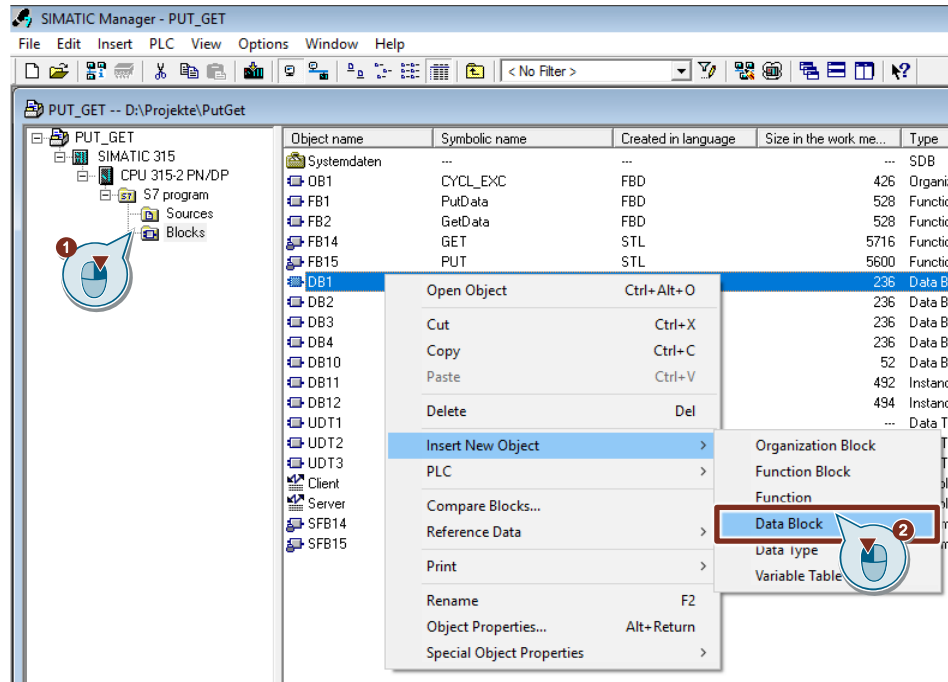 SIMATIC Manager - PUT_GET
File Edit Insert PLC View Options Window Help
< No Filter >
PUT_GET -- D:\Projekte\PutGet
PUT_GET
SIMATIC 315
CPU 315-2 PN/DP
S7 program
Sources
Blocks
1
Object name Symbolic name Created in language Size in the work me... Type
Systemdaten --- --- --- SDB
OB1 CYCL_EXC FBD 426 Organi
FB1 PutData FBD 528 Functio
FB2 GetData FBD 528 Functio
FB14 GET STL 5716 Functio
FB15 PUT STL 5600 Functio
DB1 236 Data B
DB2 236 Data B
DB3 236 Data B
DB4 236 Data B
DB10 52 Data B
DB11 492 Instanc
DB12 494 Instanc
UDT1 --- Data T
UDT2
UDT3
Client
Server
SFB14
SFB15
Open Object Ctrl+Alt+O
Cut Ctrl+X
Copy Ctrl+C
Paste Ctrl+V
Delete Del
Insert New Object
PLC
Compare Blocks...
Reference Data
Print
Rename F2
Object Properties... Alt+Return
Special Object Properties
Organization Block
Function Block
Function
Data Block
2
Data Type
Variable Table